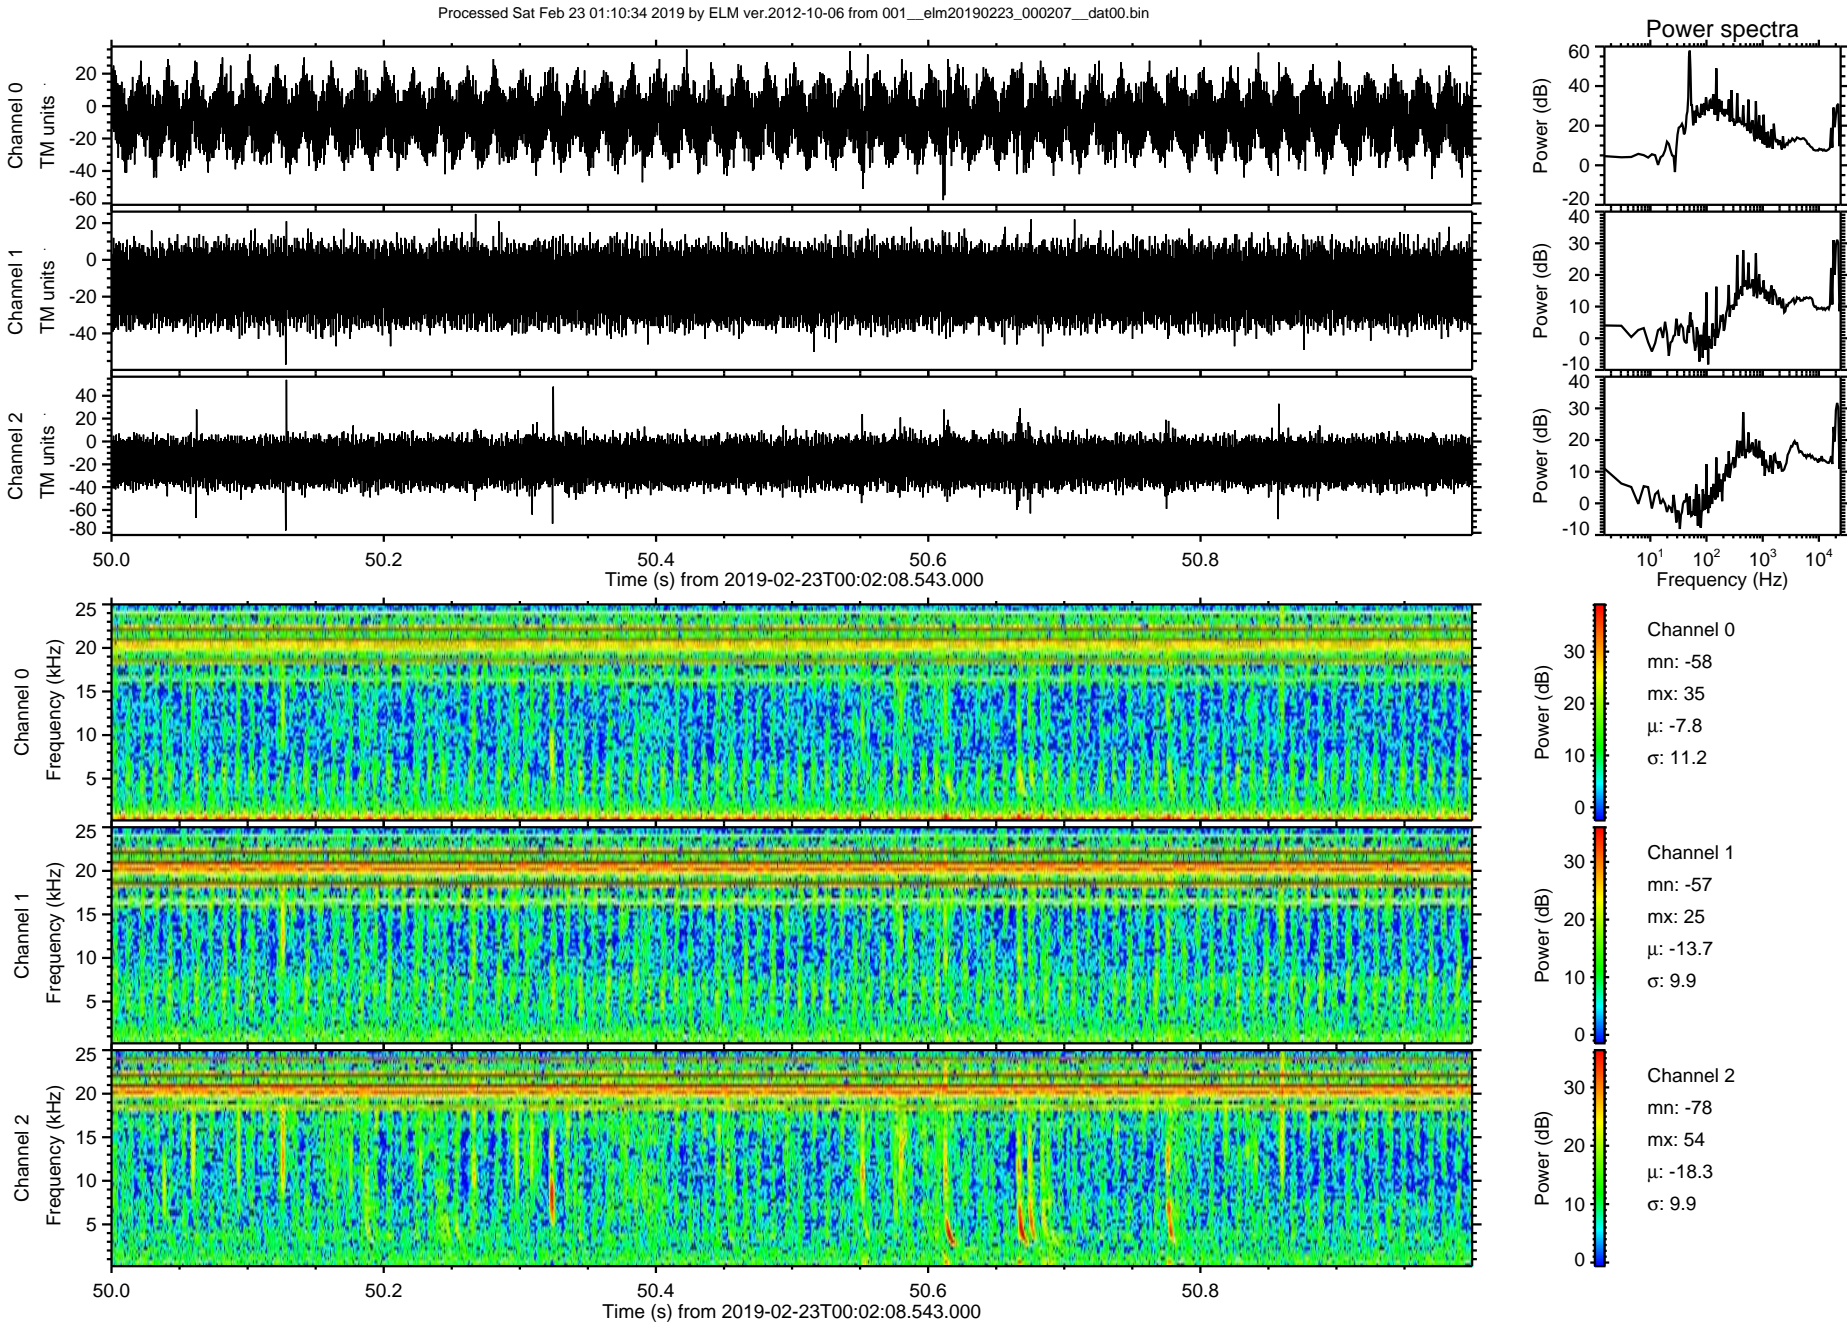 Processed Sat Feb 23 01:10:34 2019 by ELM ver.2012-10-06 from 001__elm20190223_000207__dat00.bin
Power spectra
Channel 0
TM units
20
0
-20
-40
-60
Power (dB)
60
40
20
0
-20
Channel 1
TM units
20
0
-20
-40
Power (dB)
40
30
20
10
0
-10
Channel 2
TM units
40
20
0
-20
-40
-60
-80
Power (dB)
40
30
20
10
0
-10
50.0 50.2 50.4 50.6 50.8
Time (s) from 2019-02-23T00:02:08.543.000
10^1 10^2 10^3 10^4
Frequency (Hz)
Channel 0
Frequency (kHz)
25
20
15
10
5
Power (dB)
30
20
10
0
Channel 0
mn: -58
mx: 35
μ: -7.8
σ: 11.2
Channel 1
Frequency (kHz)
25
20
15
10
5
Power (dB)
30
20
10
0
Channel 1
mn: -57
mx: 25
μ: -13.7
σ: 9.9
Channel 2
Frequency (kHz)
25
20
15
10
5
Power (dB)
30
20
10
0
Channel 2
mn: -78
mx: 54
μ: -18.3
σ: 9.9
50.0 50.2 50.4 50.6 50.8
Time (s) from 2019-02-23T00:02:08.543.000